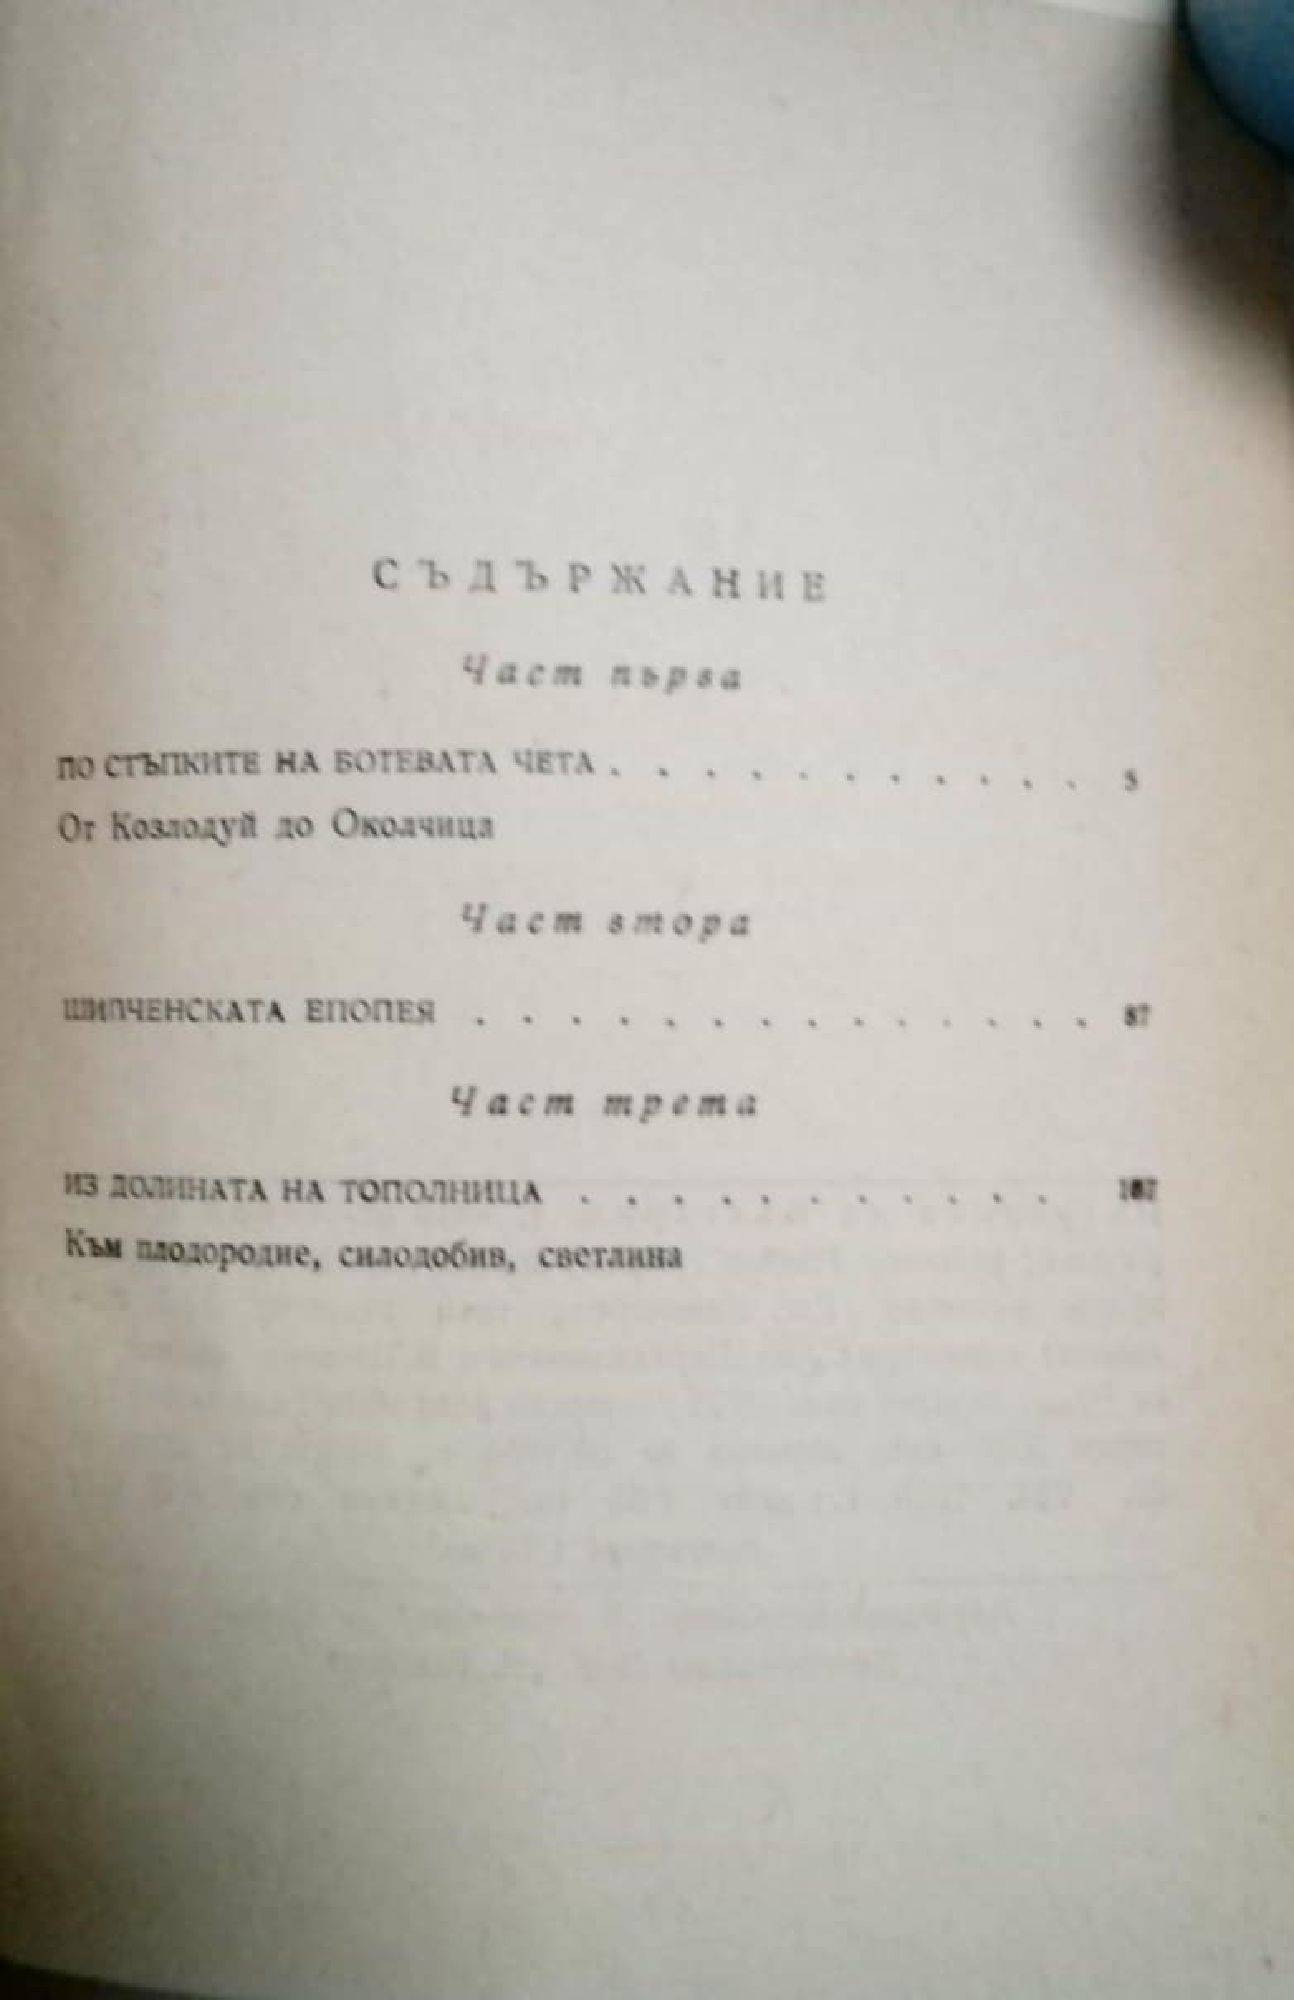 СЪДЪРЖАНИЕ
Част първа
ПО СТЪПКИТЕ НА БОТЕВАТА ЧЕТА . . . . . . . . . . . 5
От Козлодуй до Околчица
Част втора
ШИПЧЕНСКАТА ЕПОПЕЯ . . . . . . . . . . . . . . 87
Част трета
ИЗ ДОЛИНАТА НА ТОПОЛНИЦА . . . . . . . . . . .
Към плодородие, силодобив, светлина